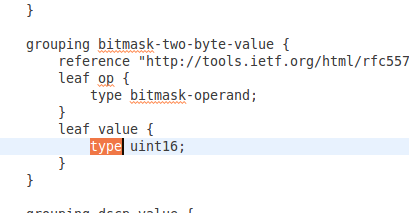 }
grouping bitmask-two-byte-value {
reference "http://tools.ietf.org/html/rfc557
leaf op {
type bitmask-operand;
}
leaf value {
type uint16;
}
}
grouping dscp-value {